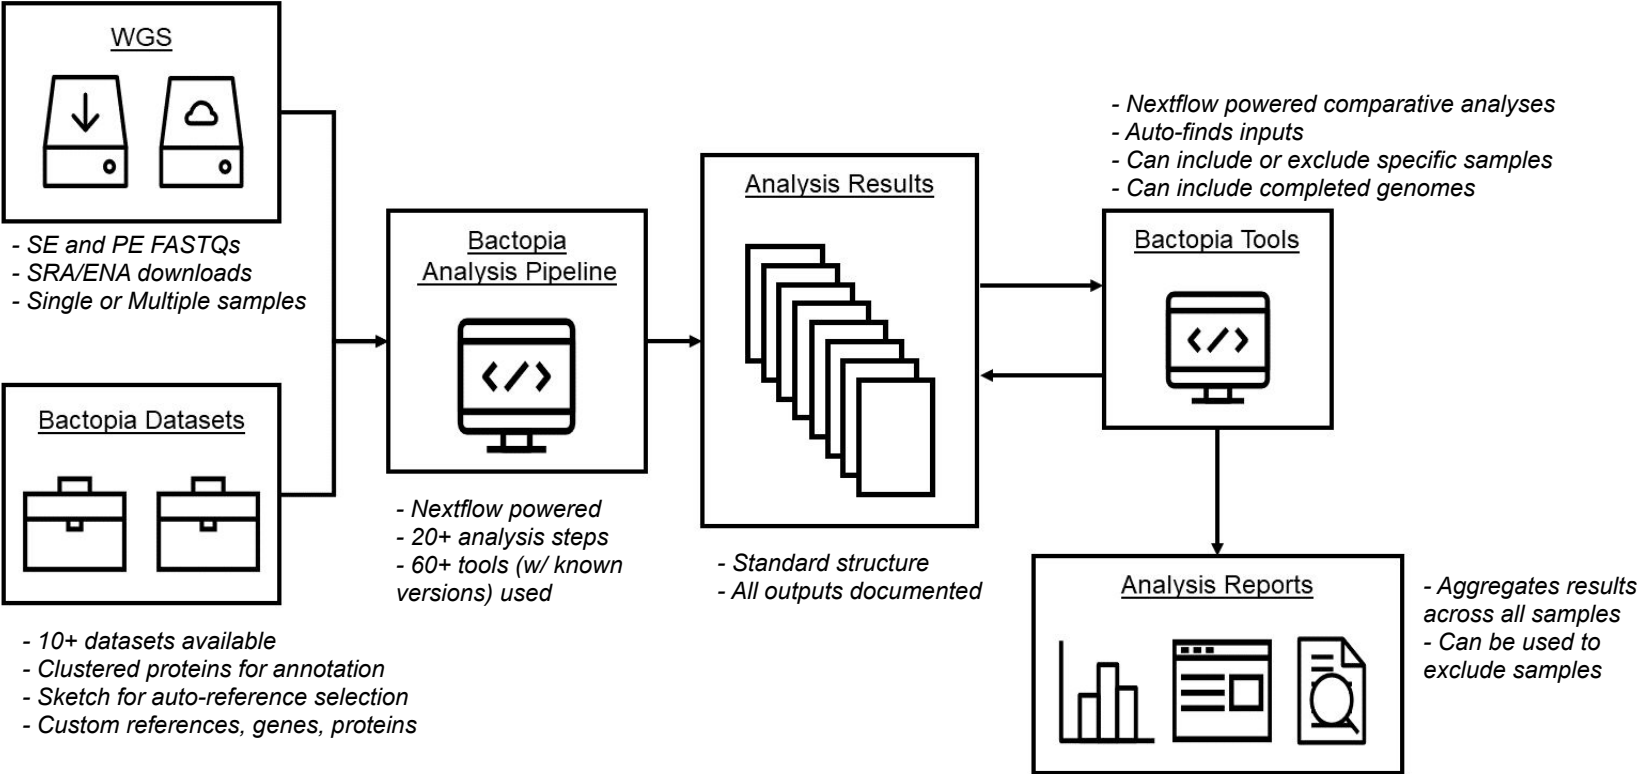 WGS
- SE and PE FASTQs
- SRA/ENA downloads
- Single or Multiple samples
Bactopia Datasets
- 10+ datasets available
- Clustered proteins for annotation
- Sketch for auto-reference selection
- Custom references, genes, proteins
Bactopia
Analysis Pipeline
</>
- Nextflow powered
- 20+ analysis steps
- 60+ tools (w/ known
versions) used
Analysis Results
- Standard structure
- All outputs documented
- Nextflow powered comparative analyses
- Auto-finds inputs
- Can include or exclude specific samples
- Can include completed genomes
Bactopia Tools
</>
Analysis Reports
- Aggregates results
across all samples
- Can be used to
exclude samples